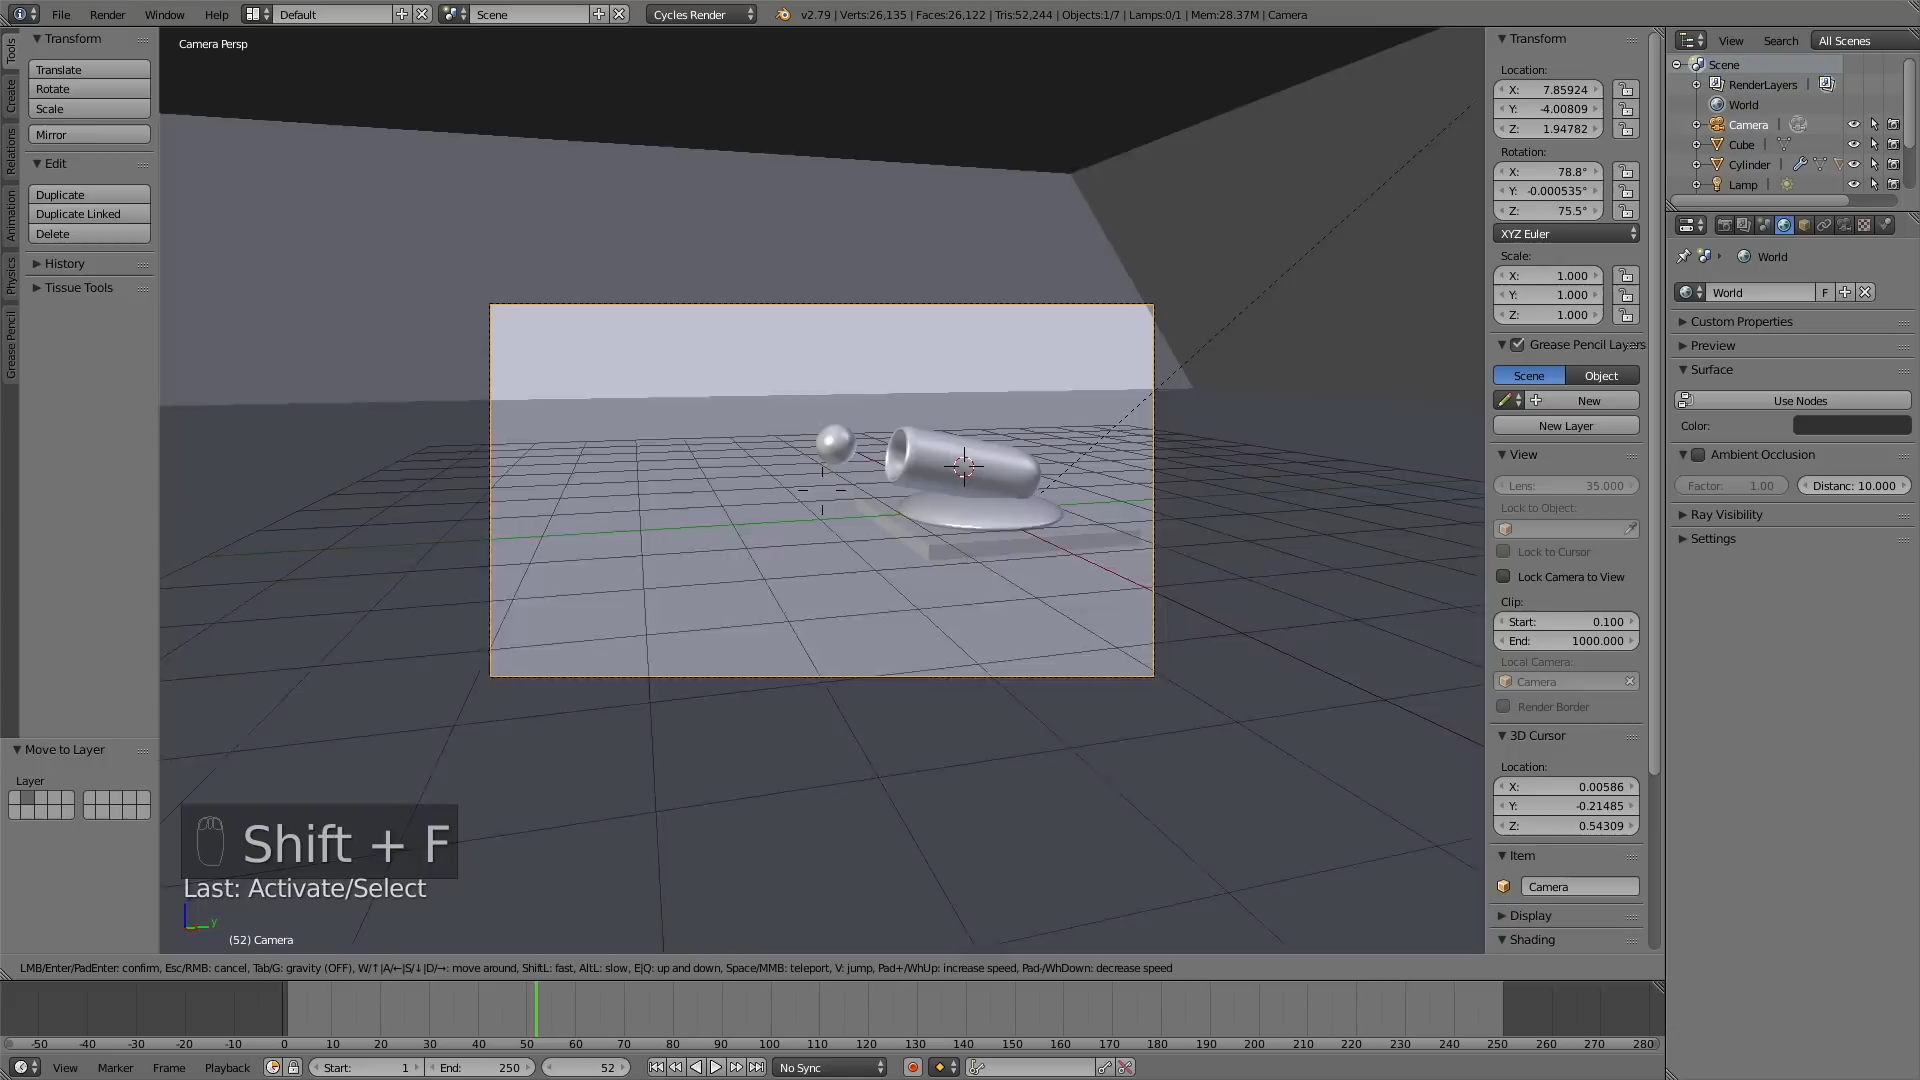 File Render Window Help Default Scene Cycles Render v2.79 | Verts:26,135 | Faces:26,122 | Tris:52,244 | Objects:1/7 | Lamps:0/1 | Mem:28.37M | Camera
Tools
Create
Relations
Animation
Physics
Grease Pencil
Transform
Translate
Rotate
Scale
Mirror
Edit
Duplicate
Duplicate Linked
Delete
History
Tissue Tools
Move to Layer
Layer
Camera Persp
Shift + F
Last: Activate/Select
y
(52) Camera
Transform
Location:
X: 7.85924
Y: -4.00809
Z: 1.94782
Rotation:
X: 78.8°
Y: -0.000535°
Z: 75.5°
XYZ Euler
Scale:
X: 1.000
Y: 1.000
Z: 1.000
Grease Pencil Layers
Scene Object
New
New Layer
View
Lens: 35.000
Lock to Object:
Lock to Cursor
Lock Camera to View
Clip:
Start: 0.100
End: 1000.000
Local Camera:
Camera
Render Border
3D Cursor
Location:
X: 0.00586
Y: -0.21485
Z: 0.54309
Item
Camera
Display
Shading
View Search All Scenes
Scene
RenderLayers |
World
Camera |
Cube |
Cylinder |
Lamp |
World
World F
Custom Properties
Preview
Surface
Use Nodes
Color:
Ambient Occlusion
Factor: 1.00 Distanc: 10.000
Ray Visibility
Settings
LMB/Enter/PadEnter: confirm, Esc/RMB: cancel, Tab/G: gravity (OFF), W/↑|A/←|S/↓|D/→: move around, ShiftL: fast, AltL: slow, E|Q: up and down, Space/MMB: teleport, V: jump, Pad+/WhUp: increase speed, Pad-/WhDown: decrease speed
-50 -40 -30 -20 -10 0 10 20 30 40 50 60 70 80 90 100 110 120 130 140 150 160 170 180 190 200 210 220 230 240 250 260 270 280
View Marker Frame Playback Start: 1 End: 250 52 No Sync